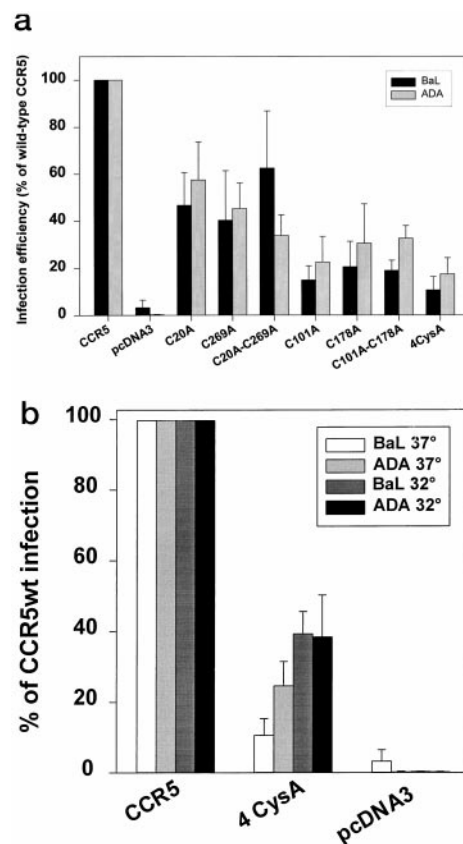 a
Infection efficiency (% of wild-type CCR5)
100
80
60
40
20
0
BaL
ADA
CCR5
pcDNA3
C20A
C269A
C20A-C269A
C101A
C178A
C101A-C178A
4CysA
b
% of CCR5wt infection
100
80
60
40
20
0
BaL 37°
ADA 37°
BaL 32°
ADA 32°
CCR5
4 CysA
pcDNA3